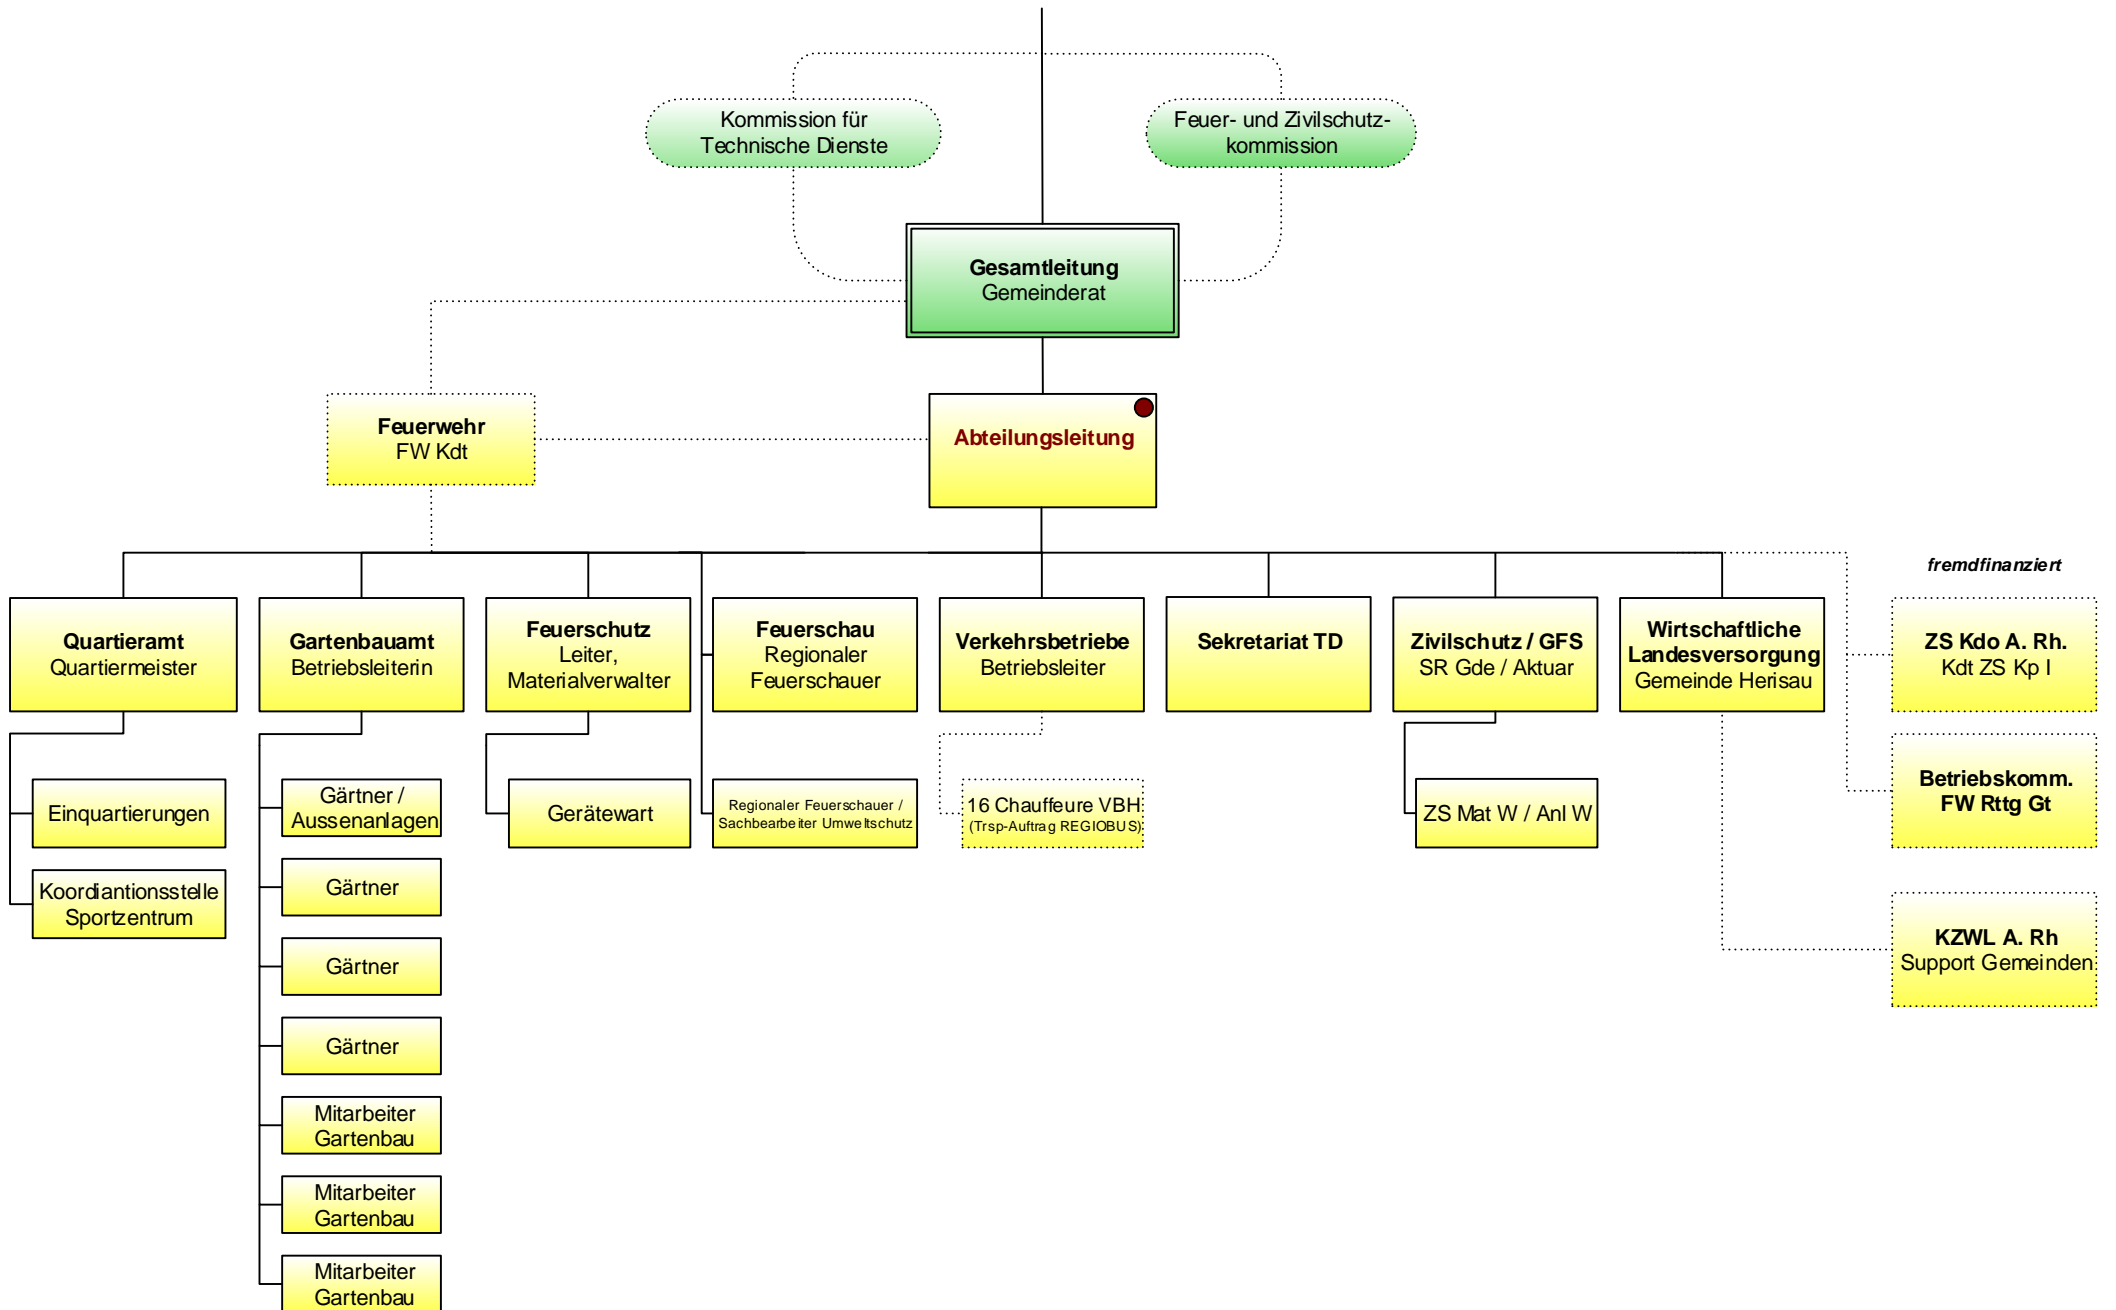 Kommission für
Technische Dienste
Feuer- und Zivilschutz-
kommission
Gesamtleitung
Gemeinderat
Feuerwehr
FW Kdt
Abteilungsleitung
fremdfinanziert
Quartieramt
Quartiermeister
Gartenbauamt
Betriebsleiterin
Feuerschutz
Leiter,
Materialverwalter
Feuerschau
Regionaler
Feuerschauer
Verkehrsbetriebe
Betriebsleiter
Sekretariat TD
Zivilschutz / GFS
SR Gde / Aktuar
Wirtschaftliche
Landesversorgung
Gemeinde Herisau
ZS Kdo A. Rh.
Kdt ZS Kp I
Betriebskomm.
FW Rttg Gt
KZWL A. Rh
Support Gemeinden
Einquartierungen
Koordiantionsstelle
Sportzentrum
Gärtner /
Aussenanlagen
Gärtner
Gärtner
Gärtner
Mitarbeiter
Gartenbau
Mitarbeiter
Gartenbau
Mitarbeiter
Gartenbau
Gerätewart
Regionaler Feuerschauer /
Sachbearbeiter Umweltschutz
16 Chauffeure VBH
(Trsp-Auftrag REGIOBUS)
ZS Mat W / Anl W